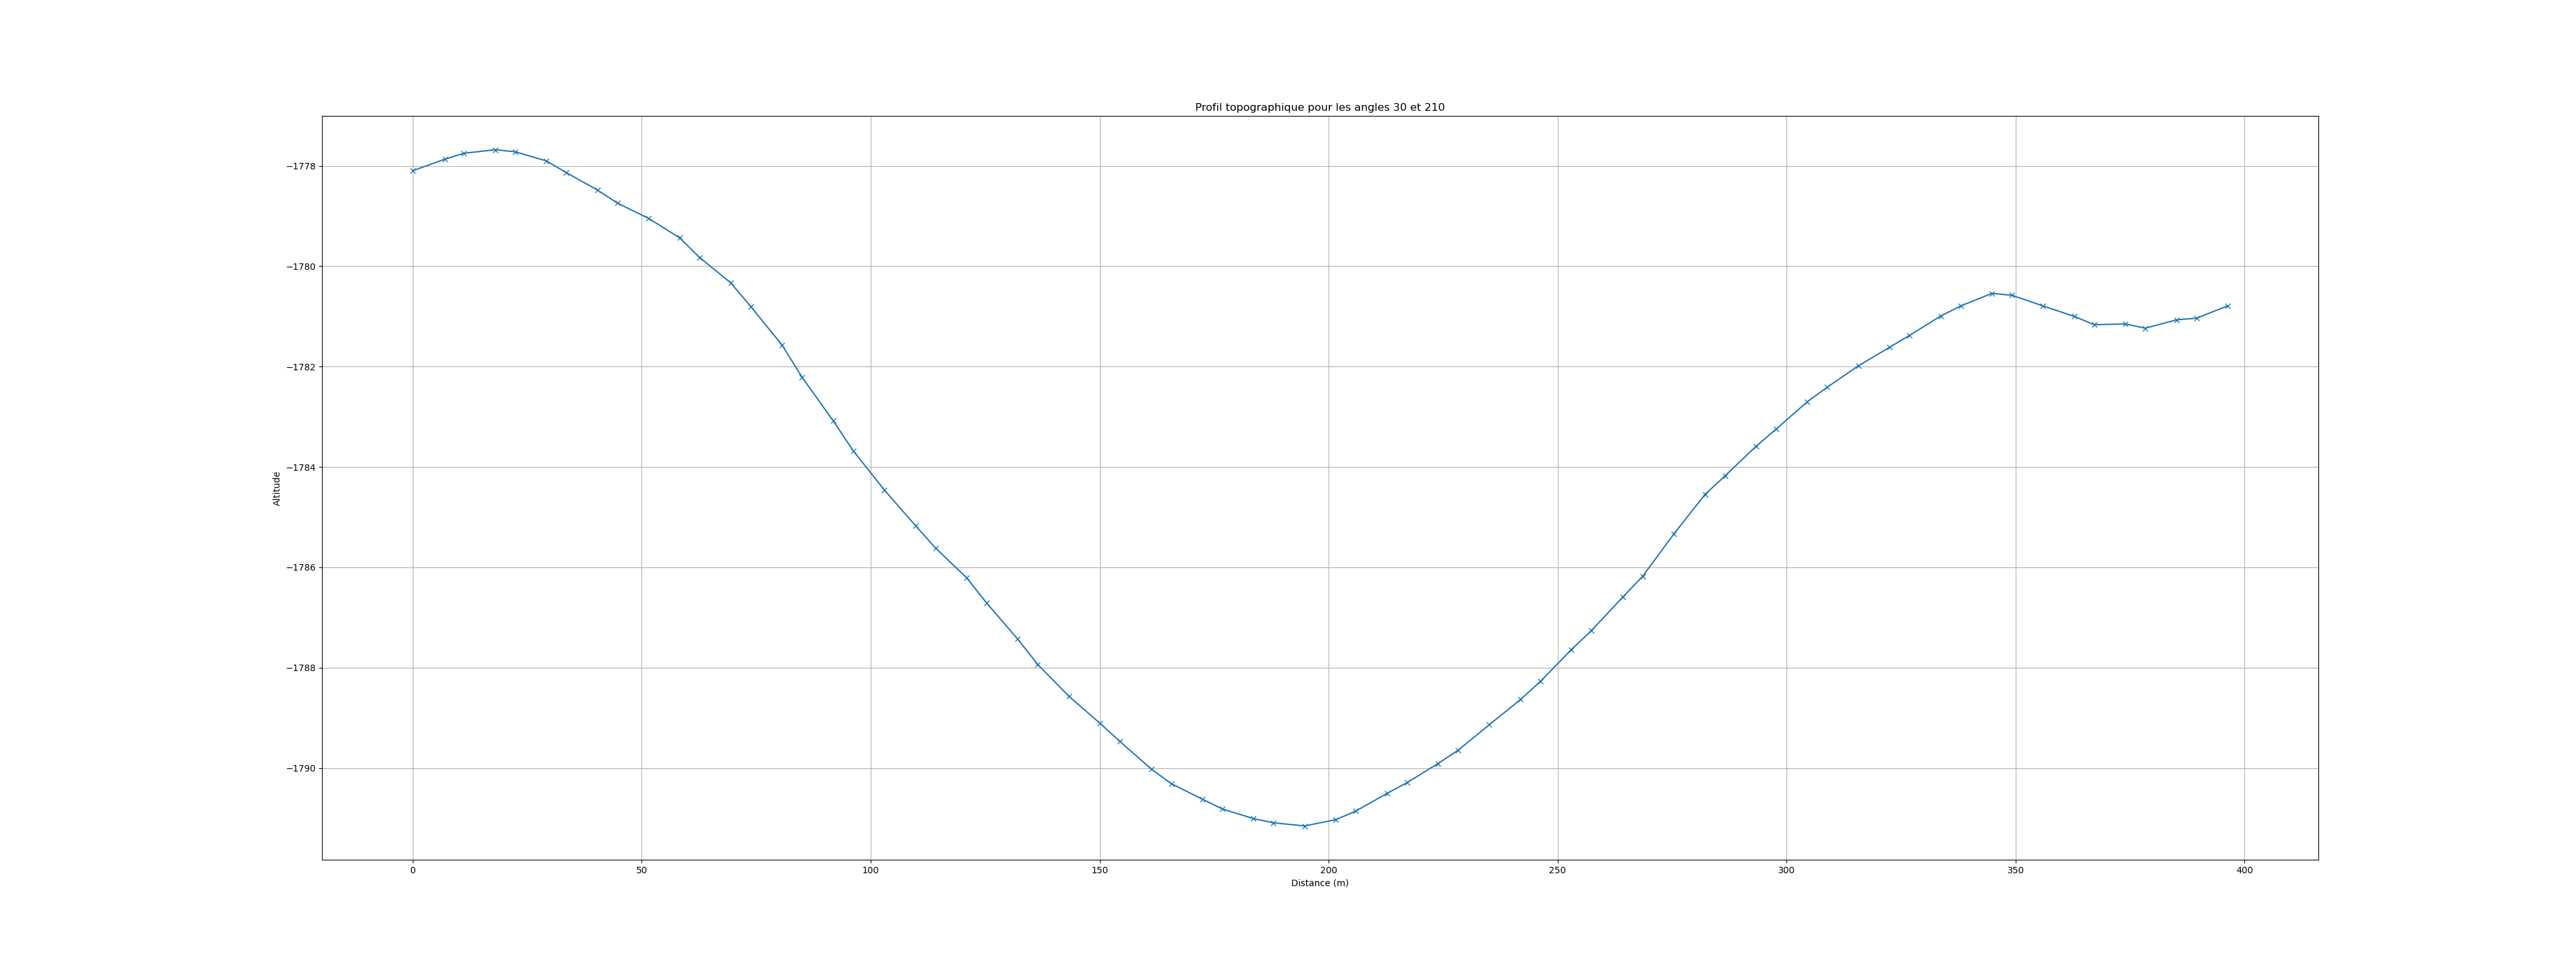 Profil topographique pour les angles 30 et 210
−1778
−1780
−1782
−1784
−1786
−1788
−1790
Altitude
0 50 100 150 200 250 300 350 400
Distance (m)